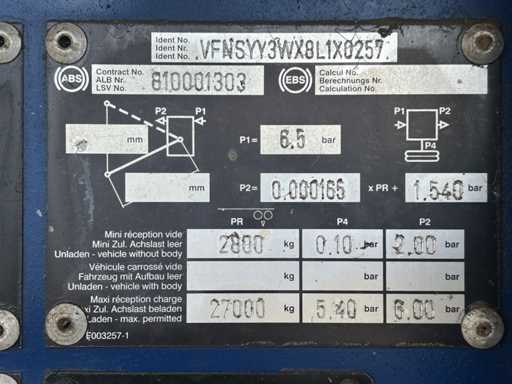 Ident No.
Ident No. VFNSYY3WX8L1X0257
Ident Nr.
ABS
Contract No.
ALB Nr. 810001303
LSV No.
EBS
Calcul No.
Berechnungs Nr.
Calculation No.
P2 P1
P2 P1
P4
mm
P1= 6.5 bar
mm
P2= 0.000166 x PR + 1.540 bar
PR P4 P2
Mini réception vide
Mini Zul. Achslast leer 2800 kg 0.10 bar 2.00 bar
Unladen - vehicle without body
Véhicule carrossé vide
Fahrzeug mit Aufbau leer kg bar bar
Unladen - vehicle with body
Maxi réception charge
Zul. Achslast beladen 27000 kg 5.40 bar 6.00 bar
Laden - max. permitted
E003257-1